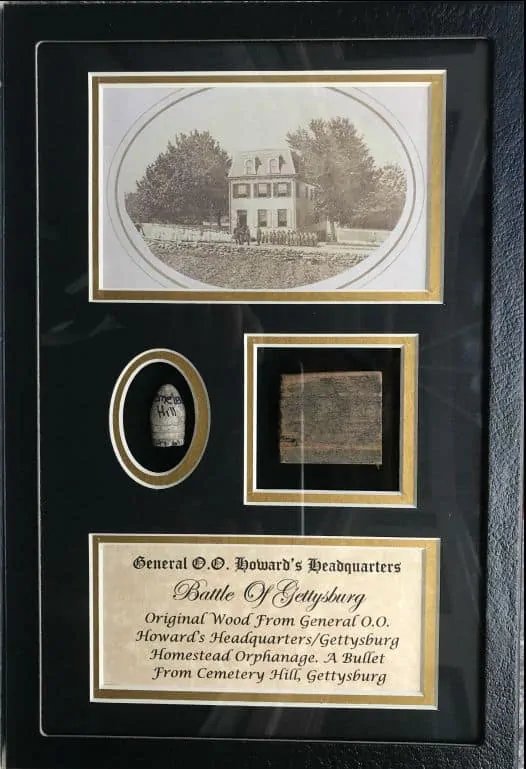 Hill
General O.O. Howard's Headquarters
Battle Of Gettysburg
Original Wood From General O.O.
Howard's Headquarters/Gettysburg
Homestead Orphanage. A Bullet
From Cemetery Hill, Gettysburg